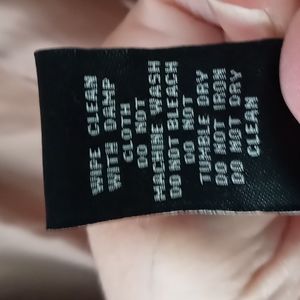 WIPE CLEAN
WITH DAMP
CLOTH
DO NOT
MACHINE WASH
DO NOT BLEACH
DO NOT
TUMBLE DRY
DO NOT IRON
DO NOT DRY
CLEAN